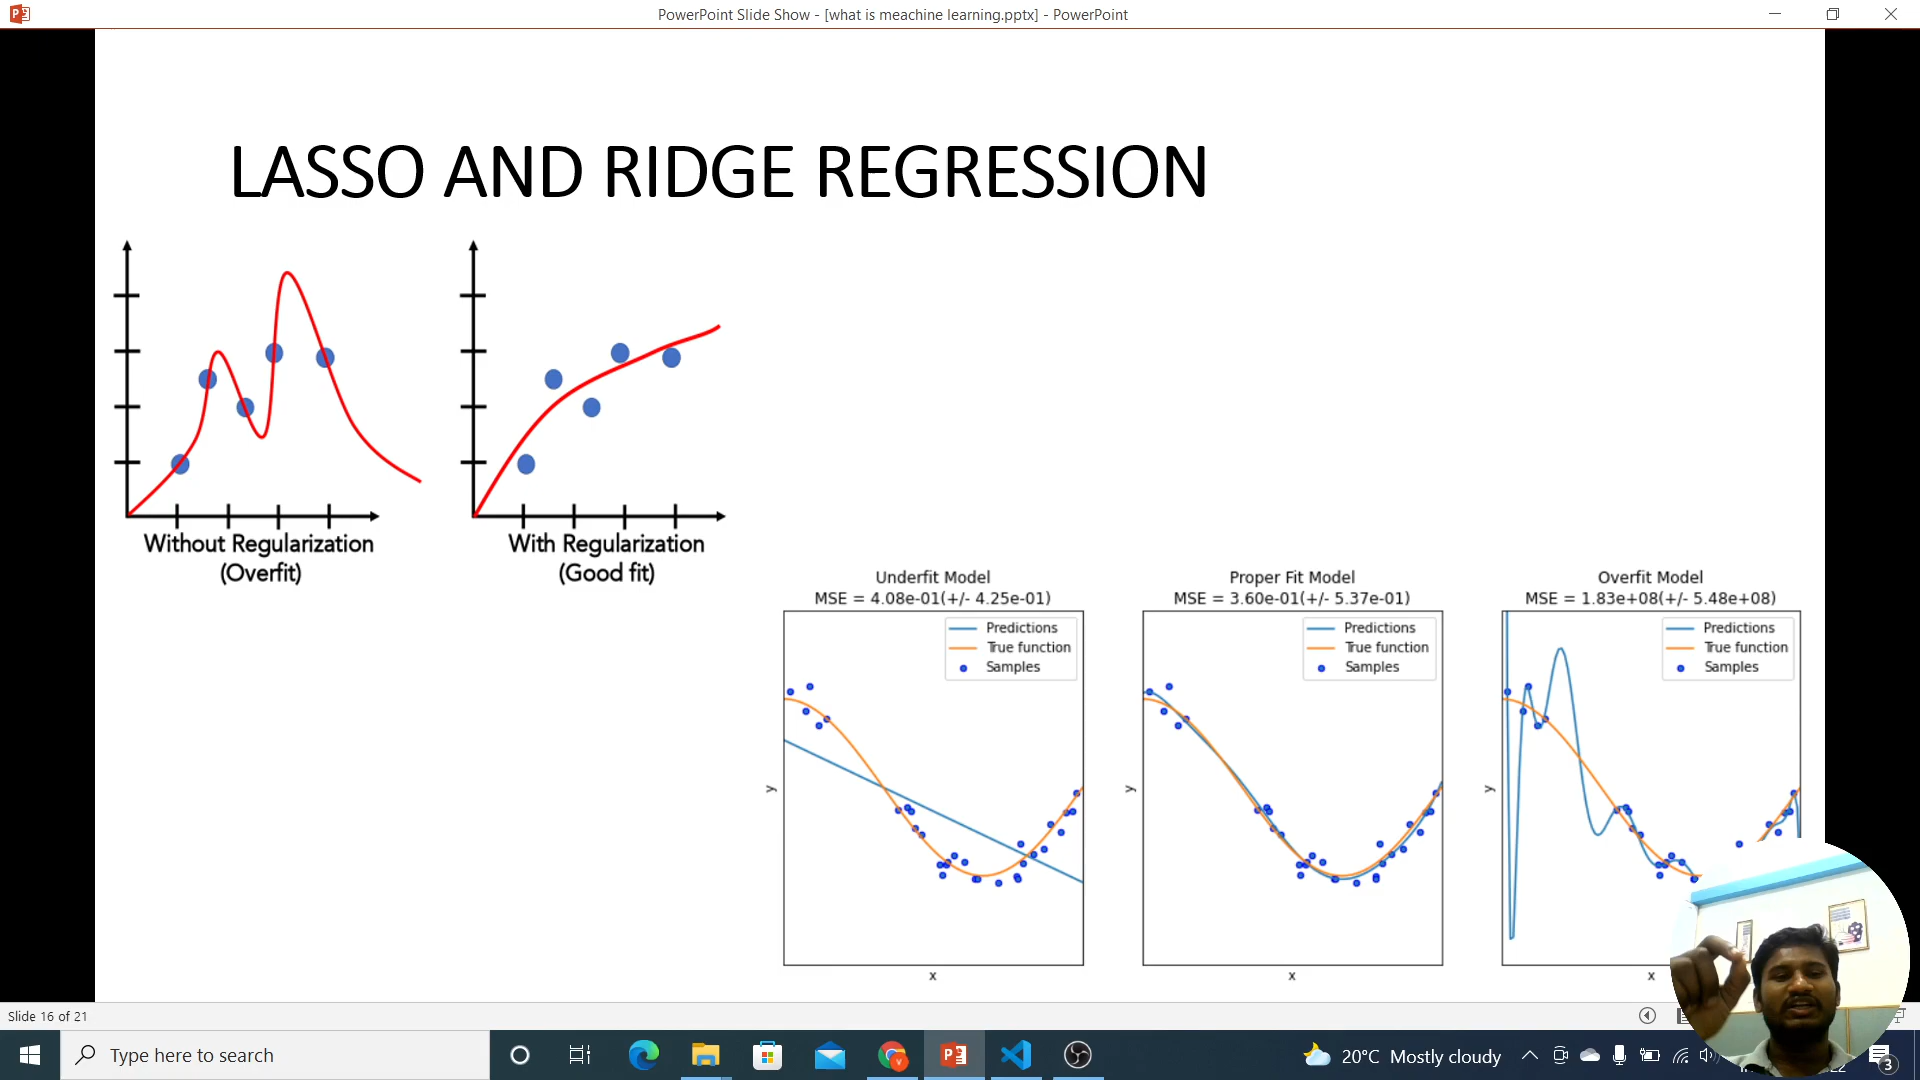 PowerPoint Slide Show - [what is meachine learning.pptx] - PowerPoint
LASSO AND RIDGE REGRESSION
Without Regularization
(Overfit)
With Regularization
(Good fit)
Underfit Model
MSE = 4.08e-01(+/- 4.25e-01)
Predictions
True function
Samples
y
x
Proper Fit Model
MSE = 3.60e-01(+/- 5.37e-01)
Predictions
True function
Samples
y
x
Overfit Model
MSE = 1.83e+08(+/- 5.48e+08)
Predictions
True function
Samples
y
x
Slide 16 of 21
Type here to search
20°C Mostly cloudy
3